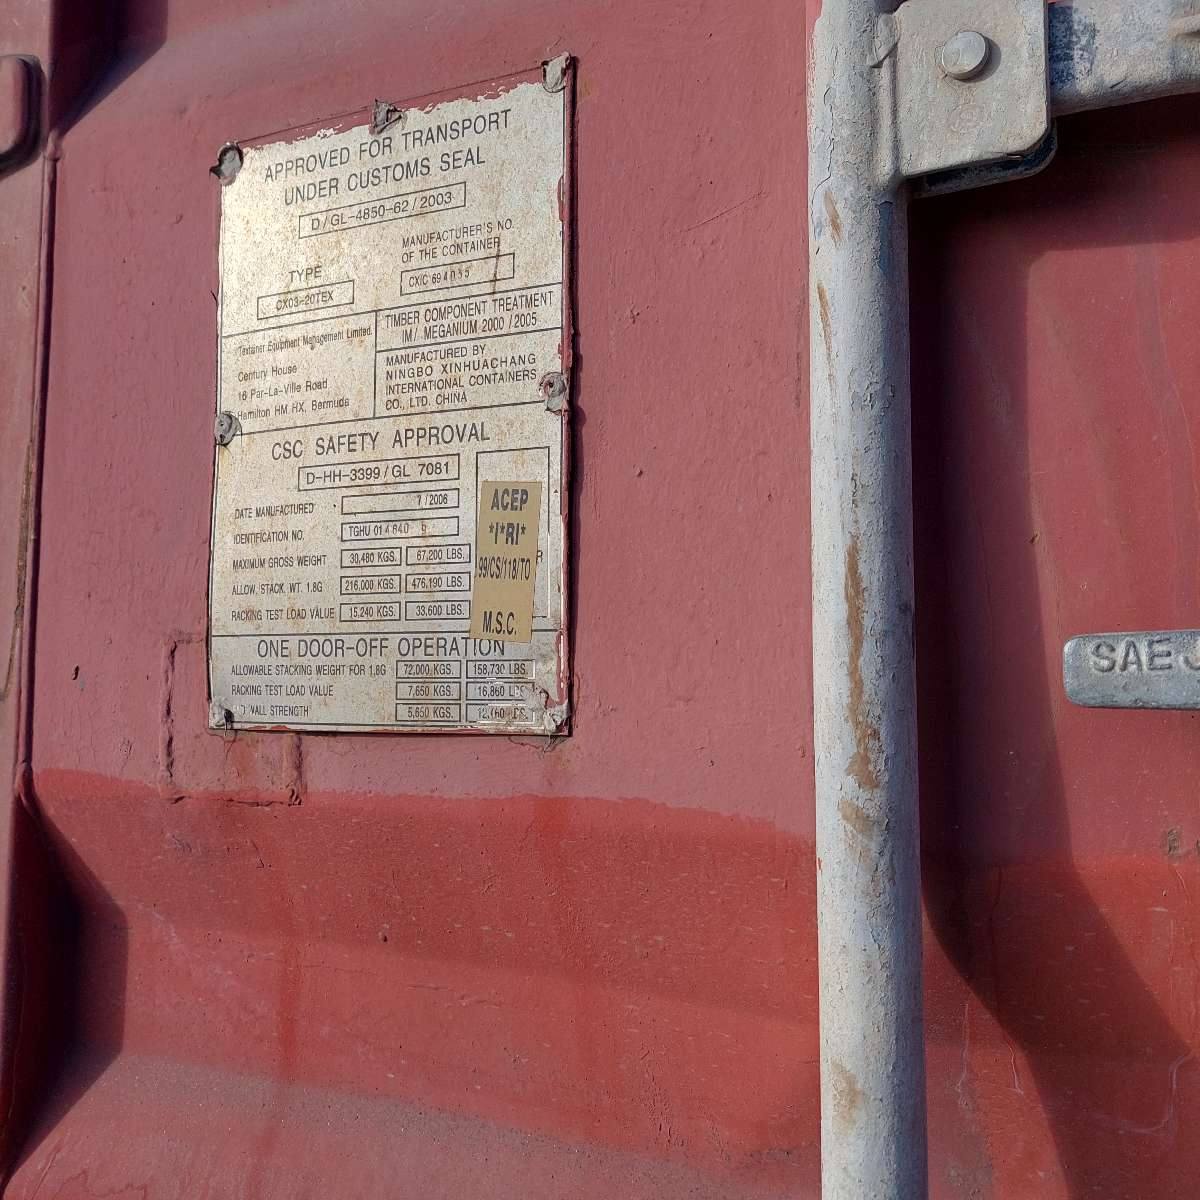 APPROVED FOR TRANSPORT
UNDER CUSTOMS SEAL
D/GL-4850-62/2003
MANUFACTURER'S NO.
OF THE CONTAINER
CX/C 694035
TYPE
CX03-20TEX
TIMBER COMPONENT TREATMENT
IM/ MEGANIUM 2000/2005
Textainer Equipment Management Limited
Century House
16 Par-La-Ville Road
Hamilton HM HX, Bermuda
MANUFACTURED BY
NINGBO XINHUACHANG
INTERNATIONAL CONTAINERS
CO., LTD. CHINA
CSC SAFETY APPROVAL
D-HH-3399/GL 7081
DATE MANUFACTURED 7/2006
IDENTIFICATION NO. TGHU 014840 9
MAXIMUM GROSS WEIGHT 30,480 KGS. 67,200 LBS.
ALLOW. STACK. WT. 1.8G 216,000 KGS. 476,190 LBS.
RACKING TEST LOAD VALUE 15,240 KGS. 33,600 LBS.
ACEP
*I*RI*
99/CS/118/TO
M.S.C.
R
ONE DOOR-OFF OPERATION
ALLOWABLE STACKING WEIGHT FOR 1.8G 72,000 KGS. 158,730 LBS.
RACKING TEST LOAD VALUE 7,650 KGS. 16,860 LBS.
WALL STRENGTH 5,650 KGS.
SAE J